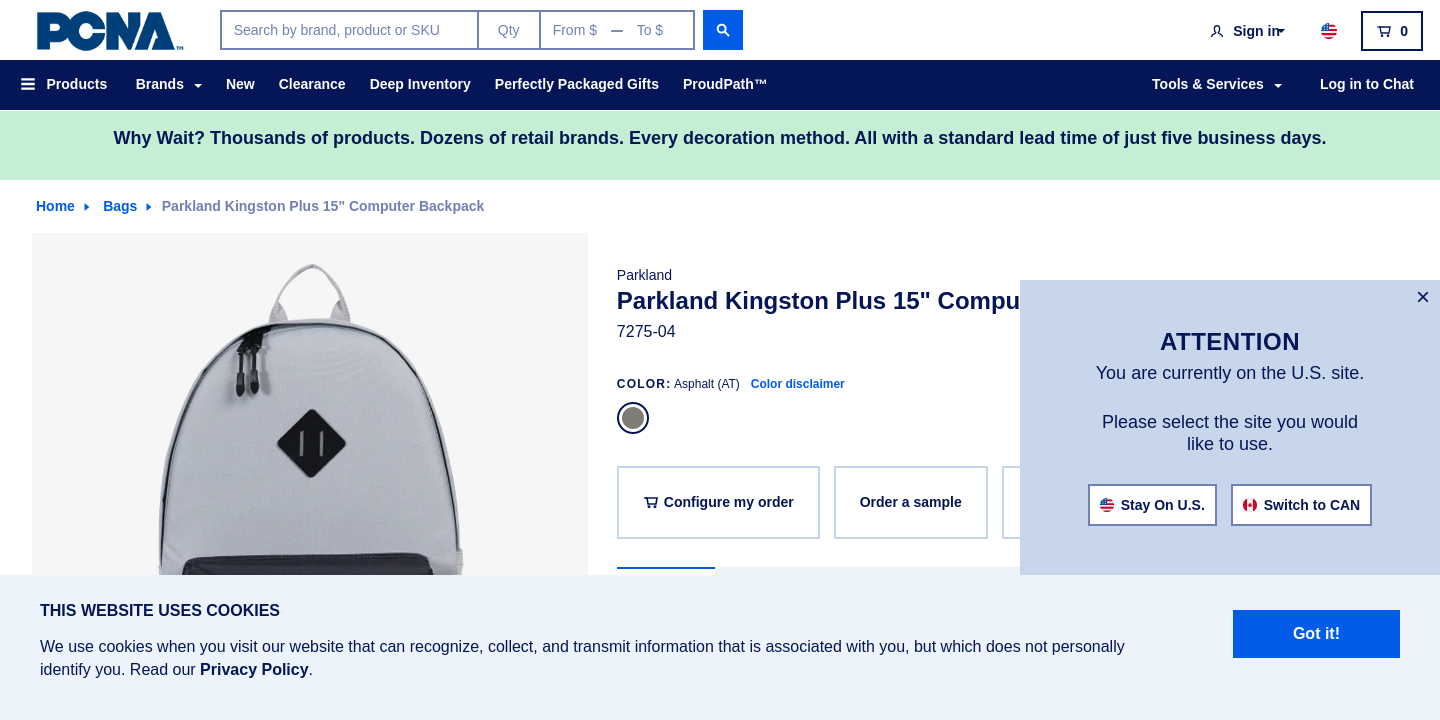 PCNA™
Search by brand, product or SKU
Qty
From $ — To $
Sign in
0
Products
Brands
New
Clearance
Deep Inventory
Perfectly Packaged Gifts
ProudPath™
Tools & Services
Log in to Chat
Why Wait? Thousands of products. Dozens of retail brands. Every decoration method. All with a standard lead time of just five business days.
Home
Bags
Parkland Kingston Plus 15" Computer Backpack
Parkland
Parkland Kingston Plus 15" Compu
7275-04
COLOR: Asphalt (AT) Color disclaimer
Configure my order
Order a sample
×
ATTENTION
You are currently on the U.S. site.
Please select the site you would
like to use.
Stay On U.S.
Switch to CAN
THIS WEBSITE USES COOKIES
We use cookies when you visit our website that can recognize, collect, and transmit information that is associated with you, but which does not personally
identify you. Read our Privacy Policy.
Got it!